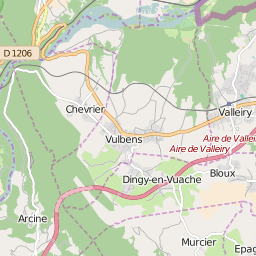 D 1206
Chevrier
Valleiry
Vulbens
Aire de Valleiry
Aire de Valleiry
Dingy-en-Vuache
Bloux
Arcine
Murcier
Epag